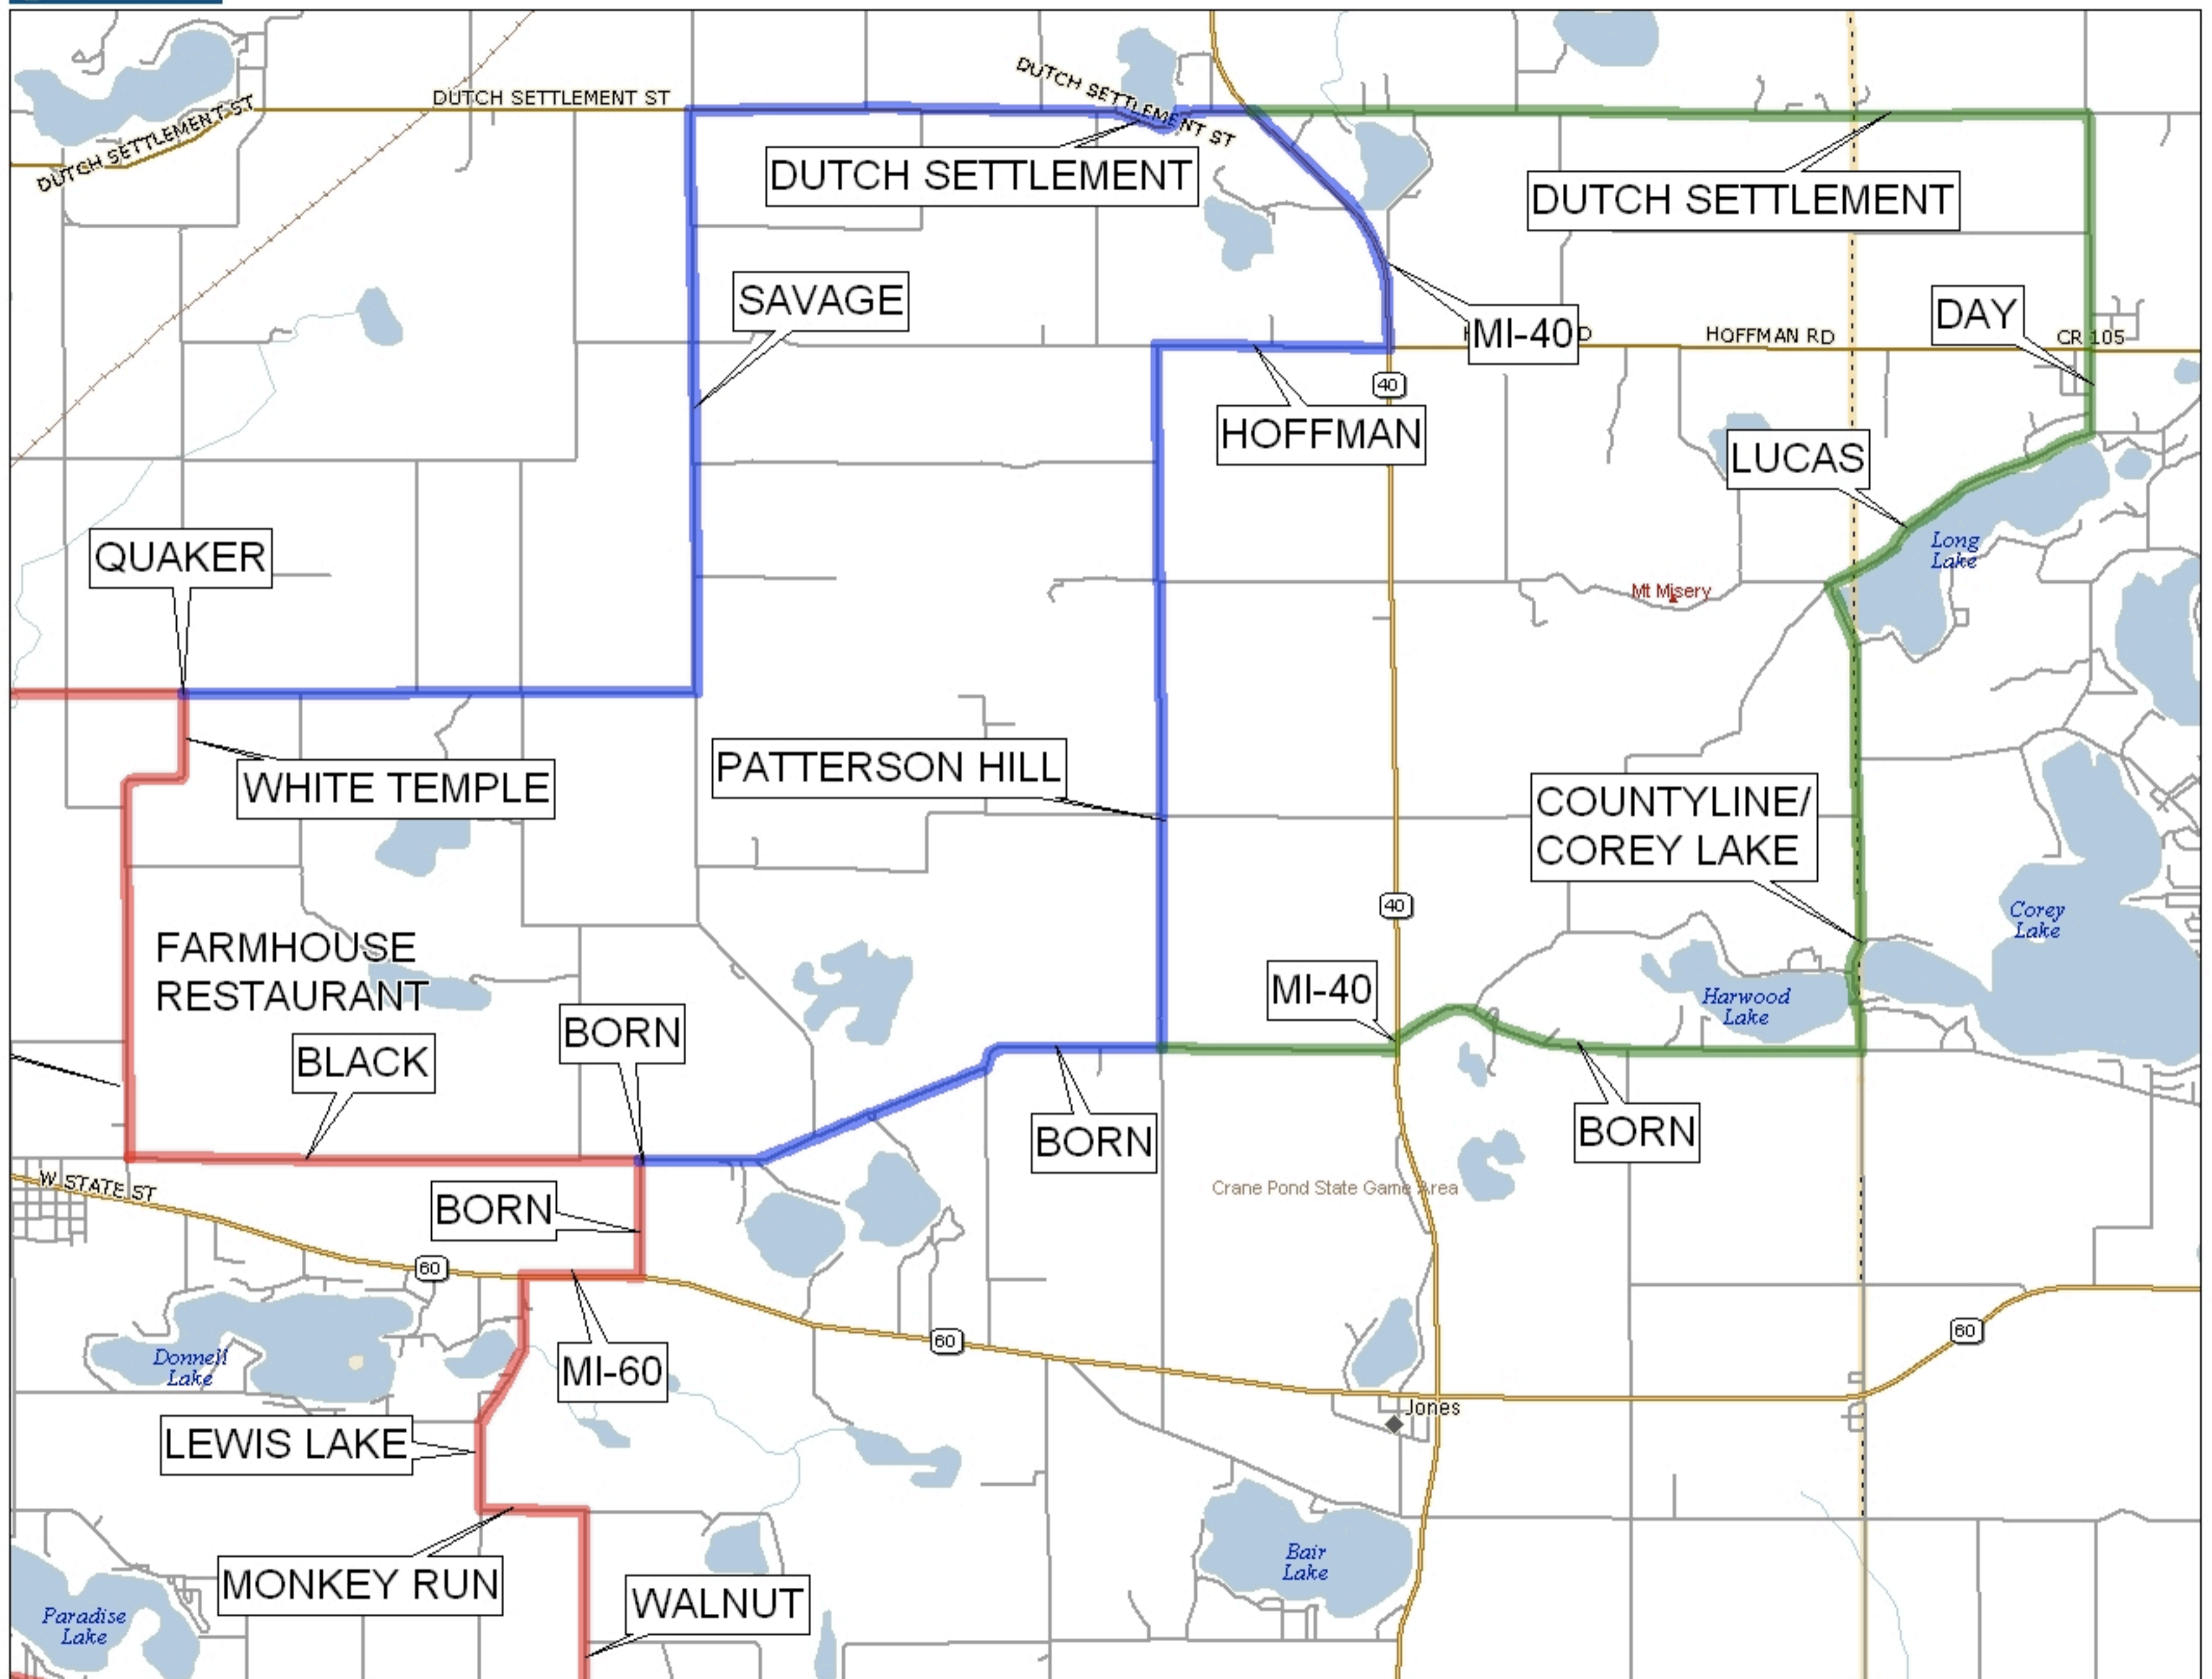 DUTCH SETTLEMENT ST
DUTCH SETTLEMENT ST
DUTCH SETTLEMENT ST
DUTCH SETTLEMENT
DUTCH SETTLEMENT
SAVAGE
MI-40
HOFFMAN RD
DAY
CR 105
40
HOFFMAN
LUCAS
QUAKER
Long
Lake
Mt Misery
WHITE TEMPLE
PATTERSON HILL
COUNTYLINE/
COREY LAKE
40
Corey
Lake
FARMHOUSE
RESTAURANT
MI-40
Harwood
Lake
BORN
BLACK
BORN
BORN
W STATE ST
BORN
Crane Pond State Game Area
60
60
60
Donnell
Lake
MI-60
Jones
LEWIS LAKE
MONKEY RUN
WALNUT
Bair
Lake
Paradise
Lake